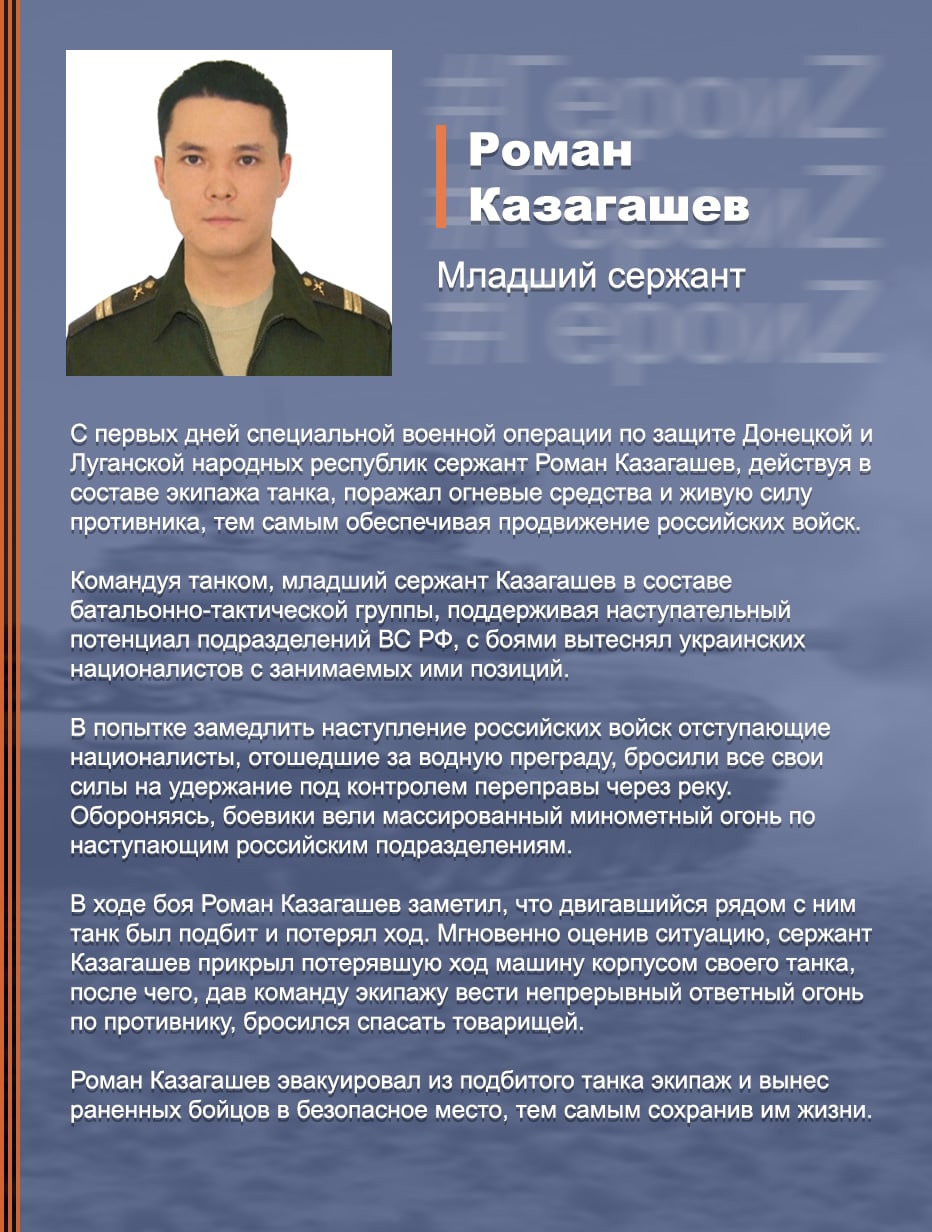 #ГероиZ
Роман
#ГероиZ
Казагашев
Младший сержант
#ГероиZ
С первых дней специальной военной операции по защите Донецкой и
Луганской народных республик сержант Роман Казагашев, действуя в
составе экипажа танка, поражал огневые средства и живую силу
противника, тем самым обеспечивая продвижение российских войск.
Командуя танком, младший сержант Казагашев в составе
батальонно-тактической группы, поддерживая наступательный
потенциал подразделений ВС РФ, с боями вытеснял украинских
националистов с занимаемых ими позиций.
В попытке замедлить наступление российских войск отступающие
националисты, отошедшие за водную преграду, бросили все свои
силы на удержание под контролем переправы через реку.
Обороняясь, боевики вели массированный минометный огонь по
наступающим российским подразделениям.
В ходе боя Роман Казагашев заметил, что двигавшийся рядом с ним
танк был подбит и потерял ход. Мгновенно оценив ситуацию, сержант
Казагашев прикрыл потерявшую ход машину корпусом своего танка,
после чего, дав команду экипажу вести непрерывный ответный огонь
по противнику, бросился спасать товарищей.
Роман Казагашев эвакуировал из подбитого танка экипаж и вынес
раненных бойцов в безопасное место, тем самым сохранив им жизни.